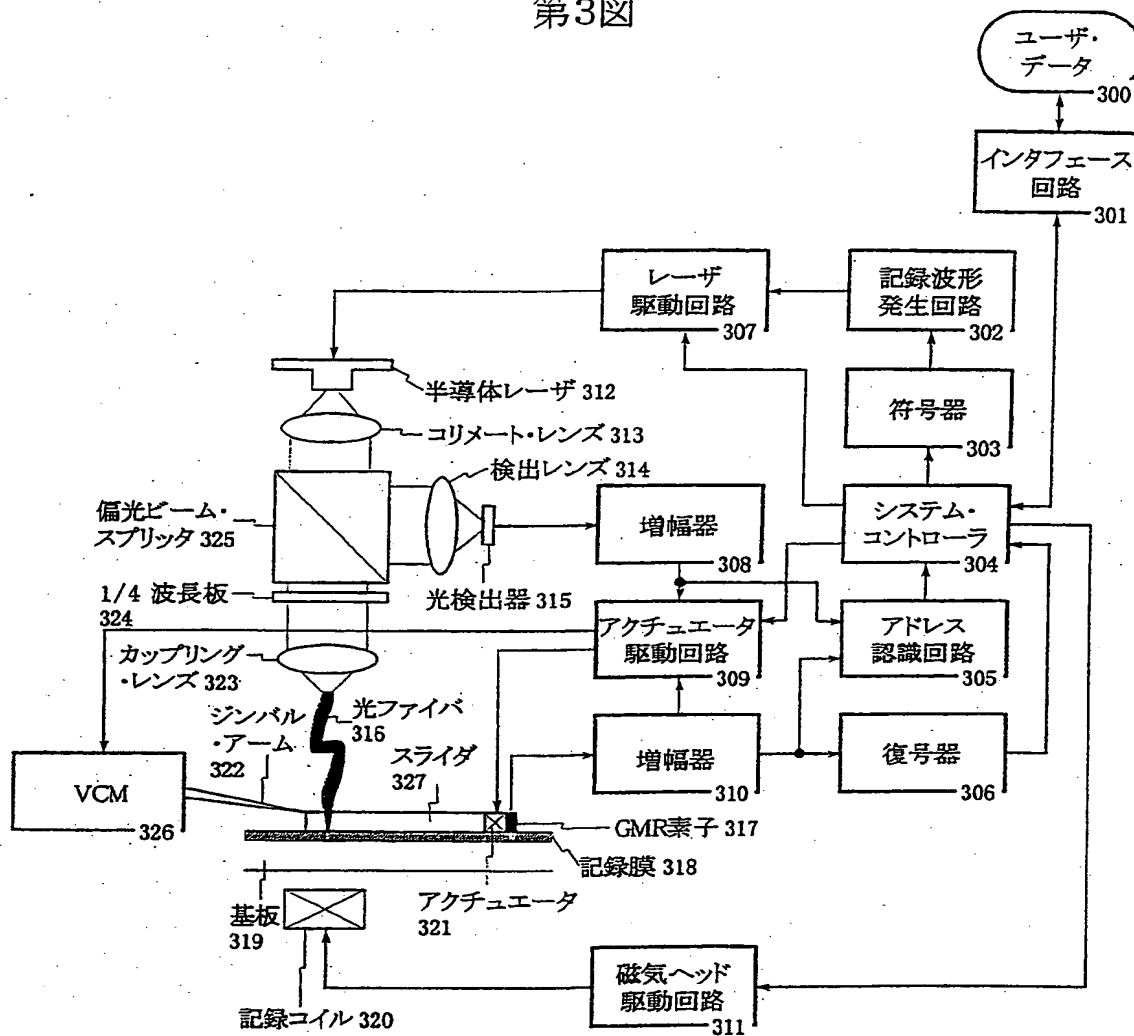 第3図
ユーザ・
データ
300
インタフェース
回路
301
レーザ
駆動回路
307
記録波形
発生回路
302
半導体レーザ 312
コリメート・レンズ 313
符号器
303
検出レンズ 314
偏光ビーム・
スプリッタ 325
増幅器
308
システム・
コントローラ
304
1/4 波長板
324
光検出器 315
アクチュエータ
駆動回路
309
アドレス
認識回路
305
カップリング
・レンズ 323
ジンバル
・アーム
322
光ファイバ
316
スライダ
327
増幅器
310
復号器
306
VCM
326
GMR素子 317
記録膜 318
基板
319
アクチュエータ
321
記録コイル 320
磁気ヘッド
駆動回路
311